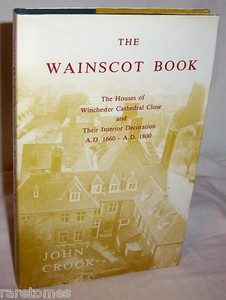 THE
WAINSCOT BOOK
The Houses of
Winchester Cathedral Close
and
Their Interior Decoration
A.D. 1660 - A.D. 1800
JOHN
CROOK
© raretomes